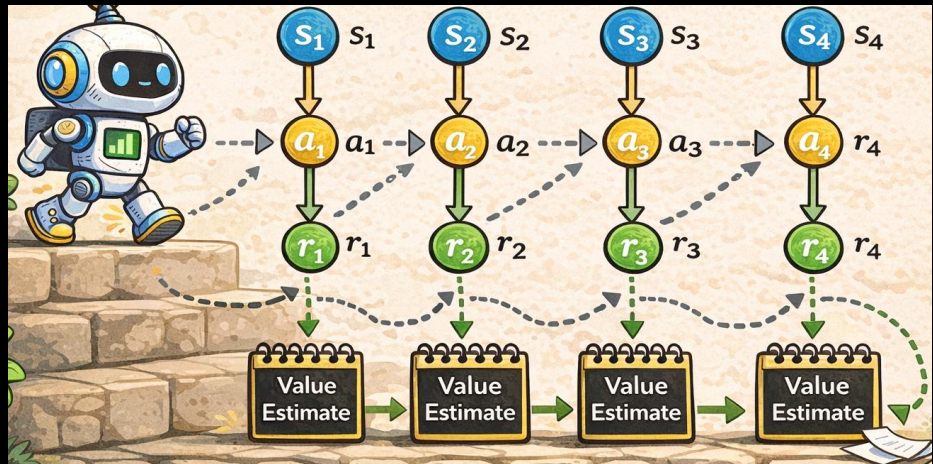 s1 s1 s2 s2 s3 s3 s4 s4
a1 a1 a2 a2 a3 a3 a4 r4
r1 r1 r2 r2 r3 r3 r4 r4
Value Value Value Value
Estimate Estimate Estimate Estimate